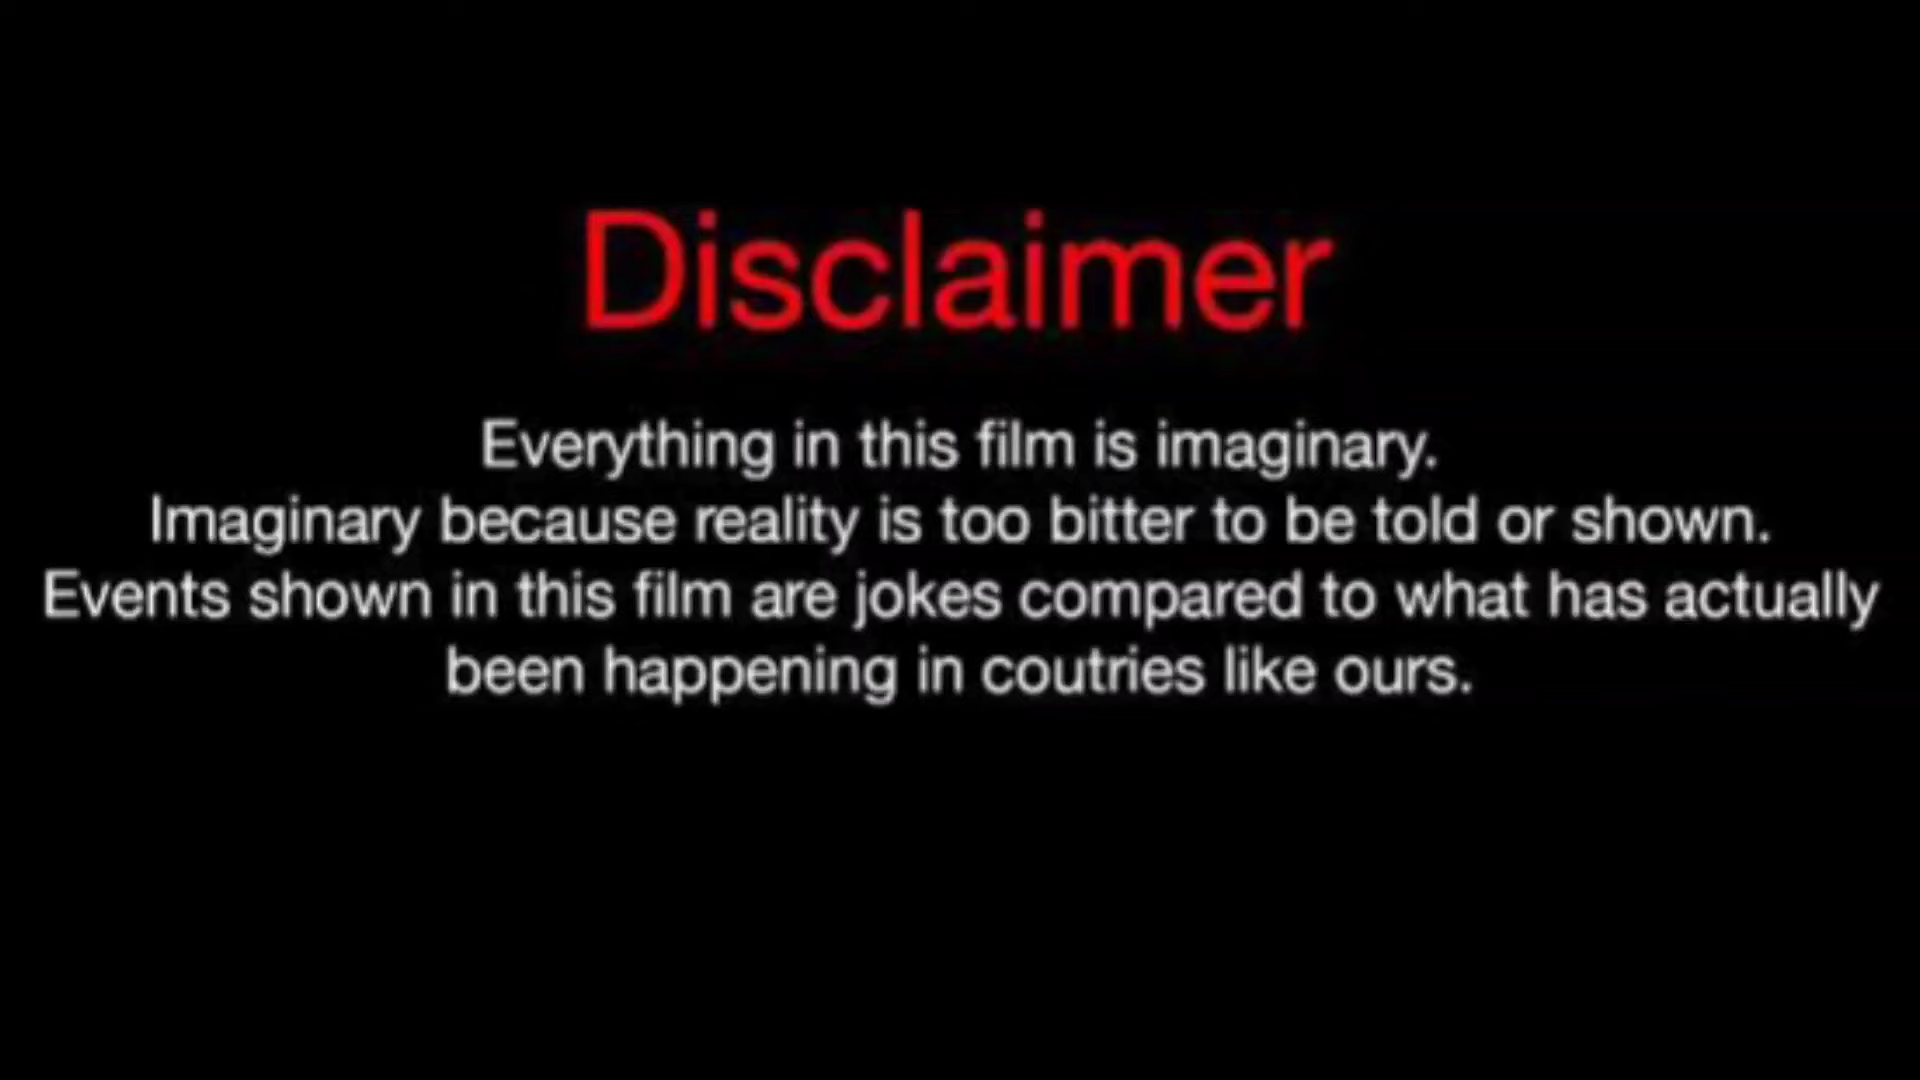 Disclaimer
Everything in this film is imaginary.
Imaginary because reality is too bitter to be told or shown.
Events shown in this film are jokes compared to what has actually
been happening in coutries like ours.